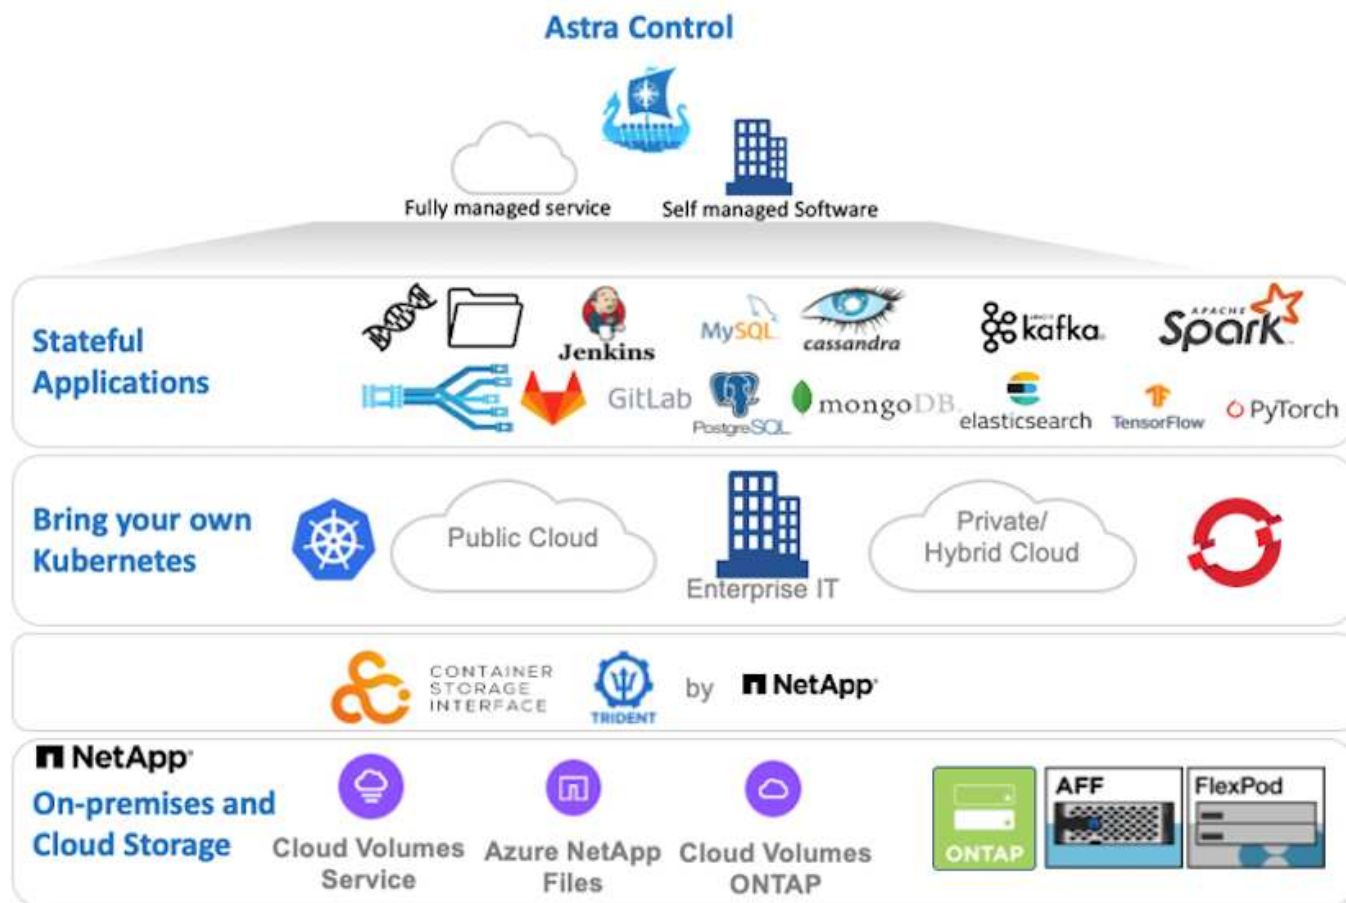 Astra Control
Fully managed service
Self managed Software
Stateful
Applications
Jenkins
MySQL
cassandra
kafka
APACHE
Spark
GitLab
PostgreSQL
mongoDB
elasticsearch
TensorFlow
PyTorch
Bring your own
Kubernetes
Public Cloud
Enterprise IT
Private/
Hybrid Cloud
CONTAINER
STORAGE
INTERFACE
TRIDENT
by
NetApp
NetApp
On-premises and
Cloud Storage
Cloud Volumes
Service
Azure NetApp
Files
Cloud Volumes
ONTAP
ONTAP
AFF
FlexPod